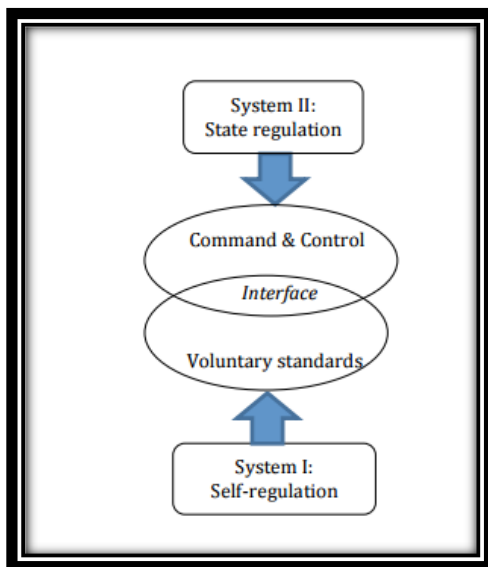 System II:
State regulation
Command & Control
Interface
Voluntary standards
System I:
Self-regulation